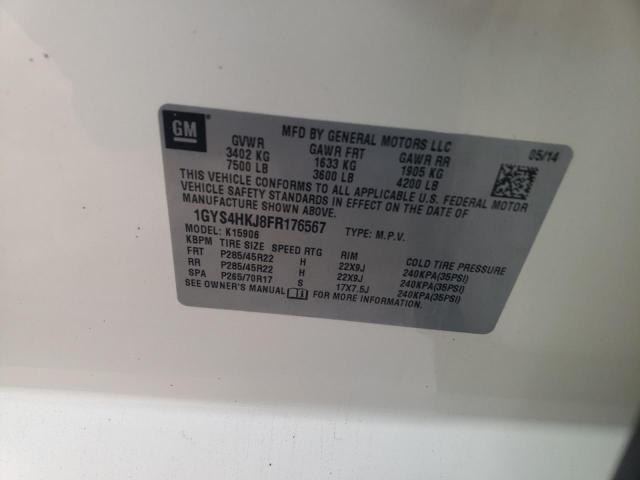 GM
MFD BY GENERAL MOTORS LLC 05/14
GVWR GAWR FRT GAWR RR
3402 KG 1633 KG 1905 KG
7500 LB 3600 LB 4200 LB
THIS VEHICLE CONFORMS TO ALL APPLICABLE U.S. FEDERAL MOTOR
VEHICLE SAFETY STANDARDS IN EFFECT ON THE DATE OF
MANUFACTURE SHOWN ABOVE.
1GYS4HKJ8FR176567 TYPE: M.P.V.
MODEL: K15906
KBPM TIRE SIZE SPEED RTG RIM COLD TIRE PRESSURE
FRT P285/45R22 H 22X9J 240KPA(35PSI)
RR P285/45R22 H 22X9J 240KPA(35PSI)
SPA P265/70R17 S 17X7.5J 240KPA(35PSI)
SEE OWNER'S MANUAL FOR MORE INFORMATION.